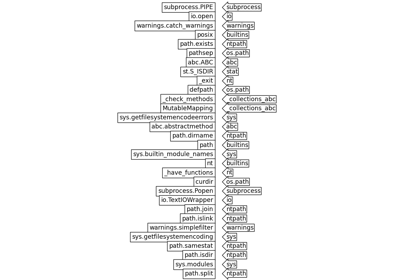 subprocess.PIPE subprocess
io.open io
warnings.catch_warnings warnings
posix builtins
path.exists ntpath
pathsep os.path
abc.ABC abc
st.S_ISDIR stat
_exit nt
defpath os.path
_check_methods _collections_abc
MutableMapping _collections_abc
sys.getfilesystemencodeerrors sys
abc.abstractmethod abc
path.dirname ntpath
path builtins
sys.builtin_module_names sys
nt builtins
_have_functions nt
curdir os.path
subprocess.Popen subprocess
io.TextIOWrapper io
path.join ntpath
path.islink ntpath
warnings.simplefilter warnings
sys.getfilesystemencoding sys
path.samestat ntpath
path.isdir ntpath
sys.modules sys
path.split ntpath